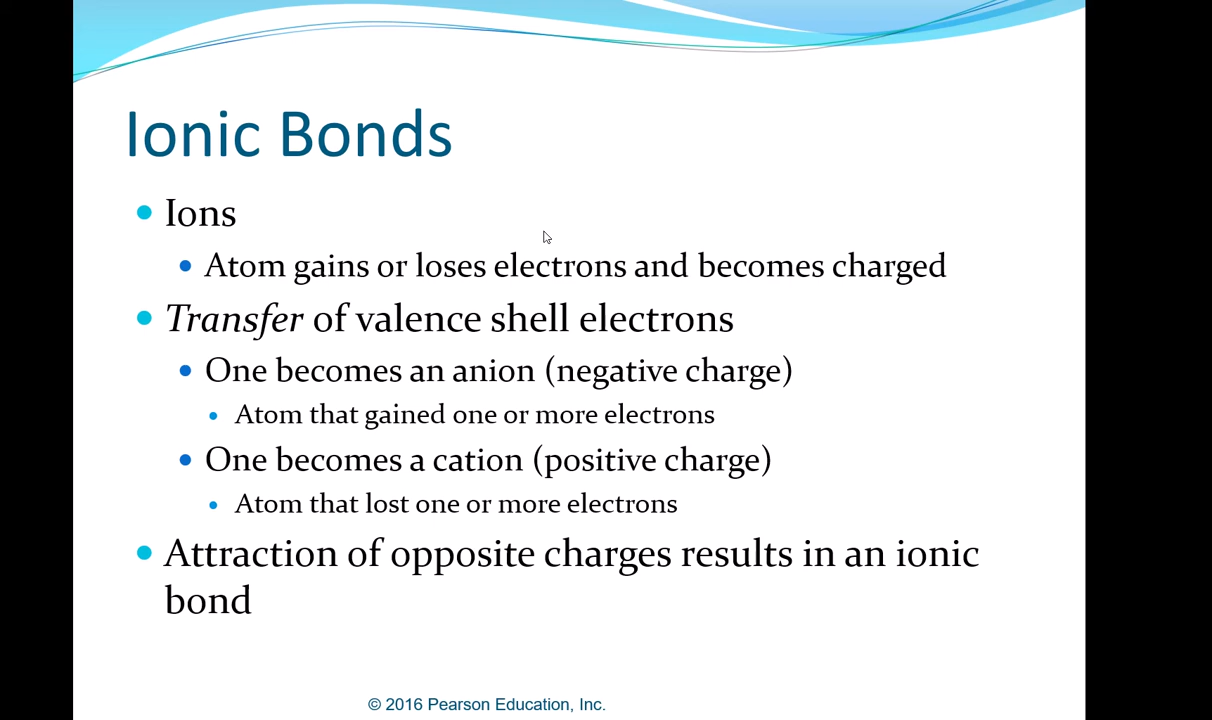 Ionic Bonds
Ions
Atom gains or loses electrons and becomes charged
Transfer of valence shell electrons
One becomes an anion (negative charge)
Atom that gained one or more electrons
One becomes a cation (positive charge)
Atom that lost one or more electrons
Attraction of opposite charges results in an ionic
bond
© 2016 Pearson Education, Inc.